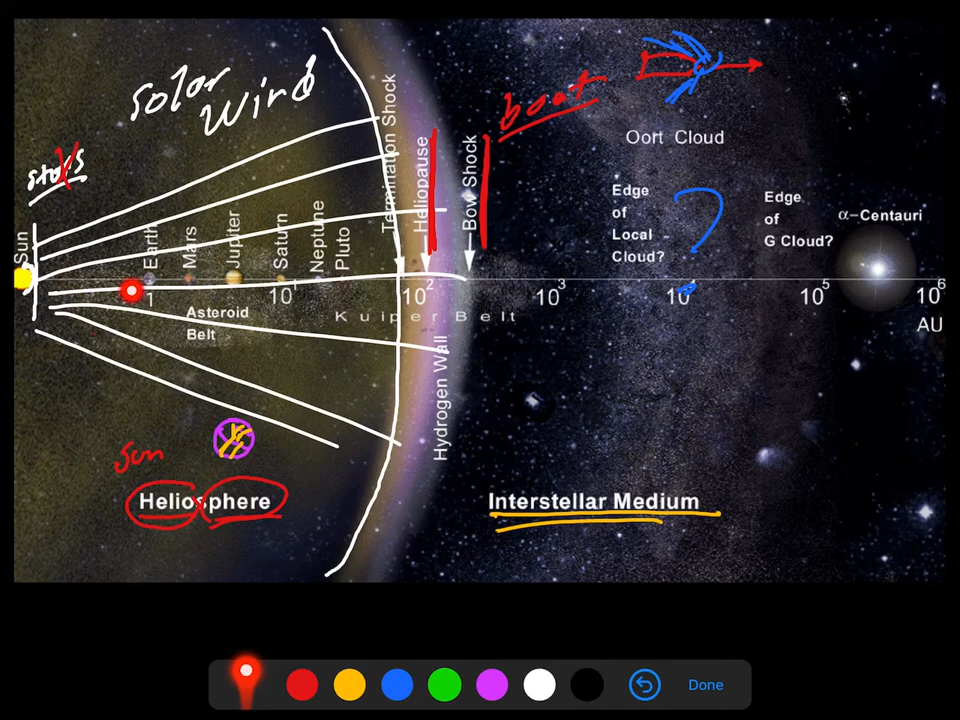 solar
wind
boat
stars
Sun
Earth
Mars
Jupiter
Saturn
Neptune
Pluto
Termination Shock
Heliopause
Bow Shock
Oort Cloud
Edge
of
Local
Cloud?
?
Edge
of
G Cloud?
α-Centauri
1
10¹
10²
10³
10⁵
10⁶
AU
Asteroid
Belt
Kuiper Belt
Hydrogen Wall
Sun
Heliosphere
Interstellar Medium
Done